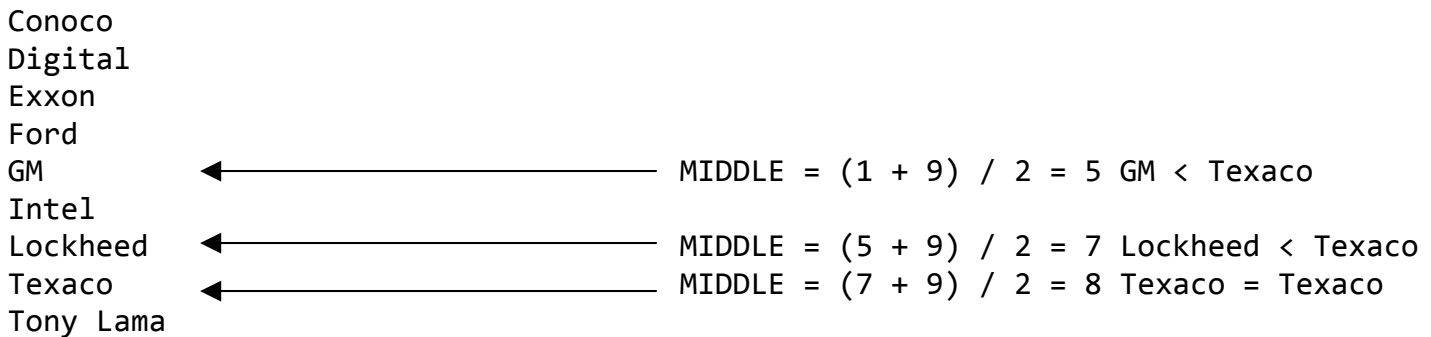 Conoco
Digital
Exxon
Ford
GM MIDDLE = (1 + 9) / 2 = 5 GM < Texaco
Intel
Lockheed MIDDLE = (5 + 9) / 2 = 7 Lockheed < Texaco
Texaco MIDDLE = (7 + 9) / 2 = 8 Texaco = Texaco
Tony Lama